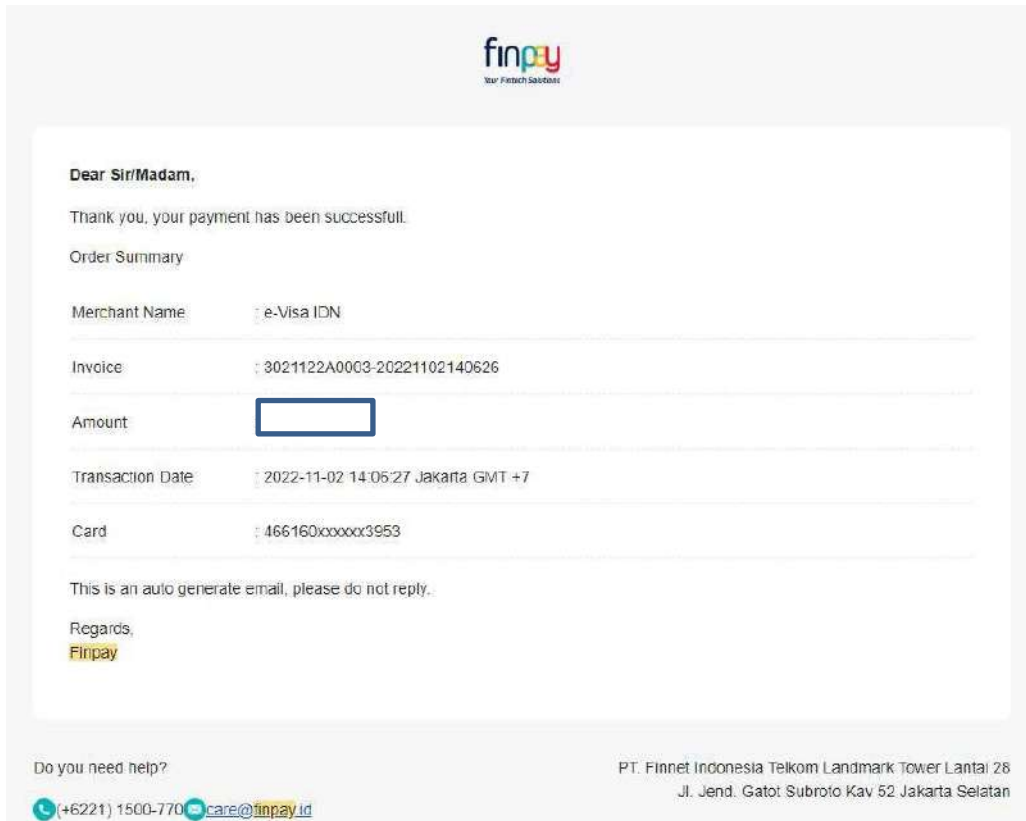 finpay
Your Fintech Solutions
Dear Sir/Madam,
Thank you, your payment has been successfull.
Order Summary
Merchant Name : e-Visa IDN
Invoice : 3021122A0003-20221102140626
Amount
Transaction Date : 2022-11-02 14:06:27 Jakarta GMT +7
Card : 466160xxxxxx3953
This is an auto generate email, please do not reply.
Regards,
Finpay
Do you need help?
(+6221) 1500-770 care@finpay.id
PT. Finnet Indonesia Telkom Landmark Tower Lantai 28
Jl. Jend. Gatot Subroto Kav 52 Jakarta Selatan